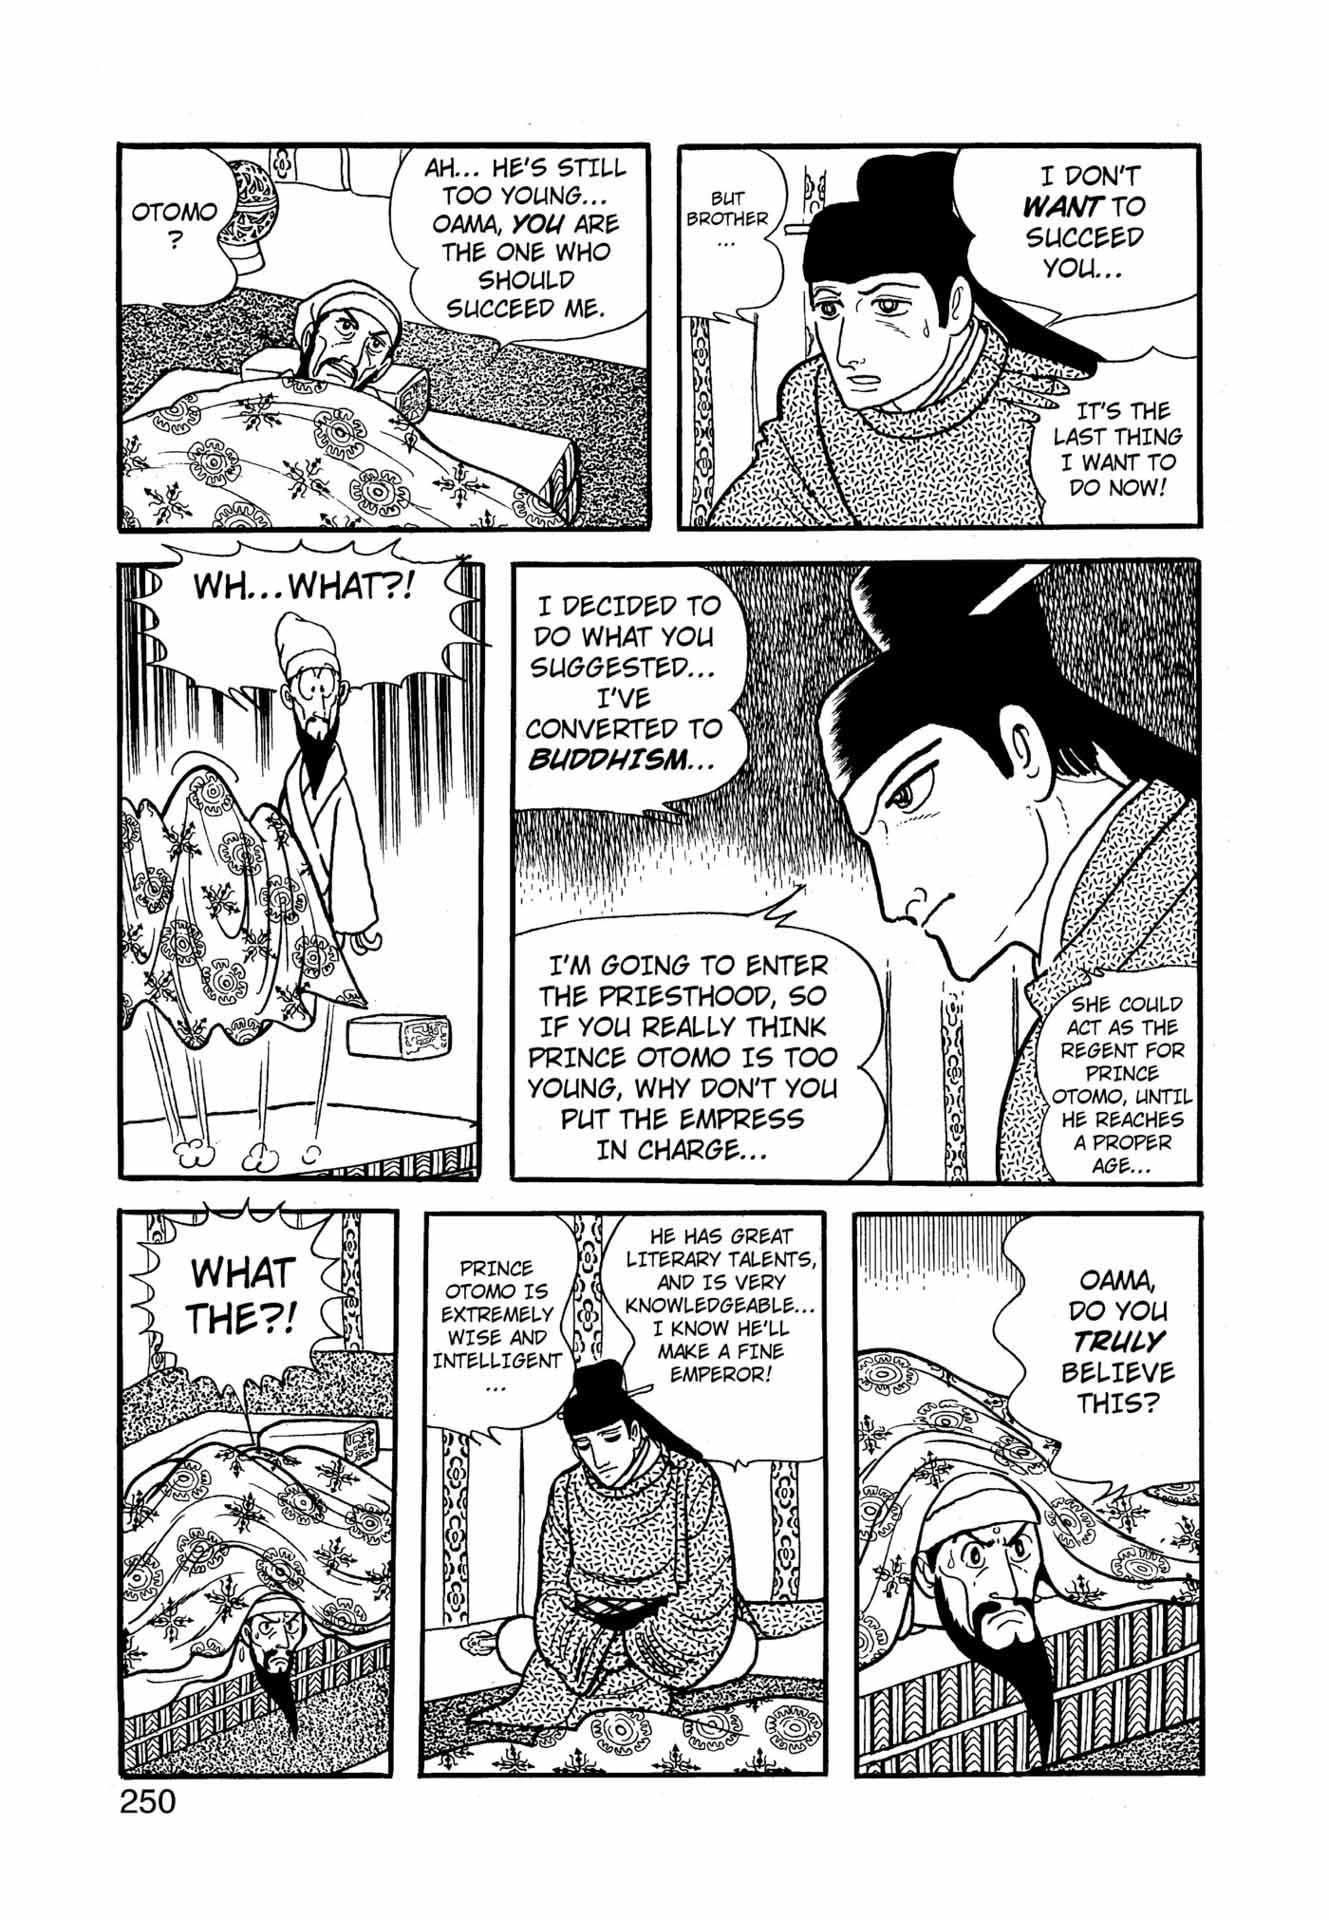 OTOMO
?
AH... HE'S STILL
TOO YOUNG...
OAMA, YOU ARE
THE ONE WHO
SHOULD
SUCCEED ME.
BUT
BROTHER
...
I DON'T
WANT TO
SUCCEED
YOU...
IT'S THE
LAST THING
I WANT TO
DO NOW!
WH...WHAT?!
I DECIDED TO
DO WHAT YOU
SUGGESTED...
I'VE
CONVERTED TO
BUDDHISM...
I'M GOING TO ENTER
THE PRIESTHOOD, SO
IF YOU REALLY THINK
PRINCE OTOMO IS TOO
YOUNG, WHY DON'T YOU
PUT THE EMPRESS
IN CHARGE...
SHE COULD
ACT AS THE
REGENT FOR
PRINCE
OTOMO, UNTIL
HE REACHES
A PROPER
AGE...
WHAT
THE?!
PRINCE
OTOMO IS
EXTREMELY
WISE AND
INTELLIGENT
...
HE HAS GREAT
LITERARY TALENTS,
AND IS VERY
KNOWLEDGEABLE...
I KNOW HE'LL
MAKE A FINE
EMPEROR!
OAMA,
DO YOU
TRULY
BELIEVE
THIS?
250